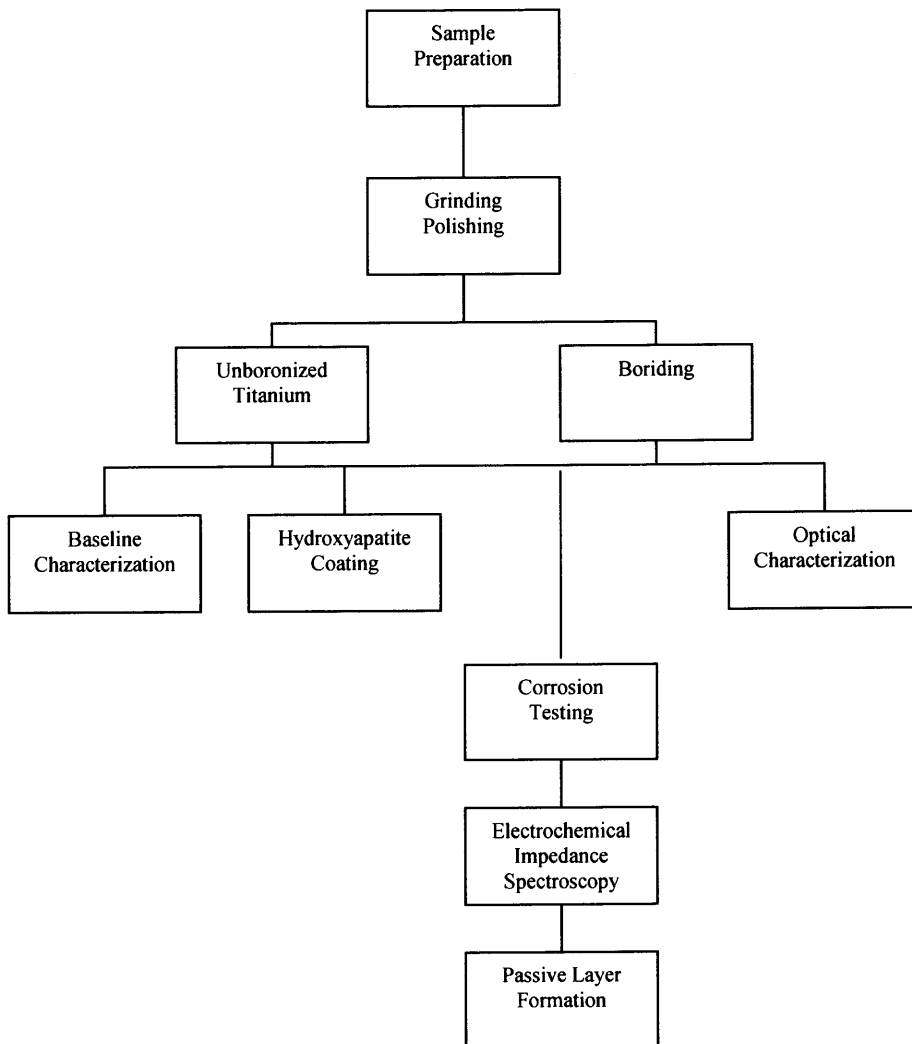 Sample
Preparation
Grinding
Polishing
Unboronized
Titanium
Boriding
Baseline
Characterization
Hydroxyapatite
Coating
Optical
Characterization
Corrosion
Testing
Electrochemical
Impedance
Spectroscopy
Passive Layer
Formation